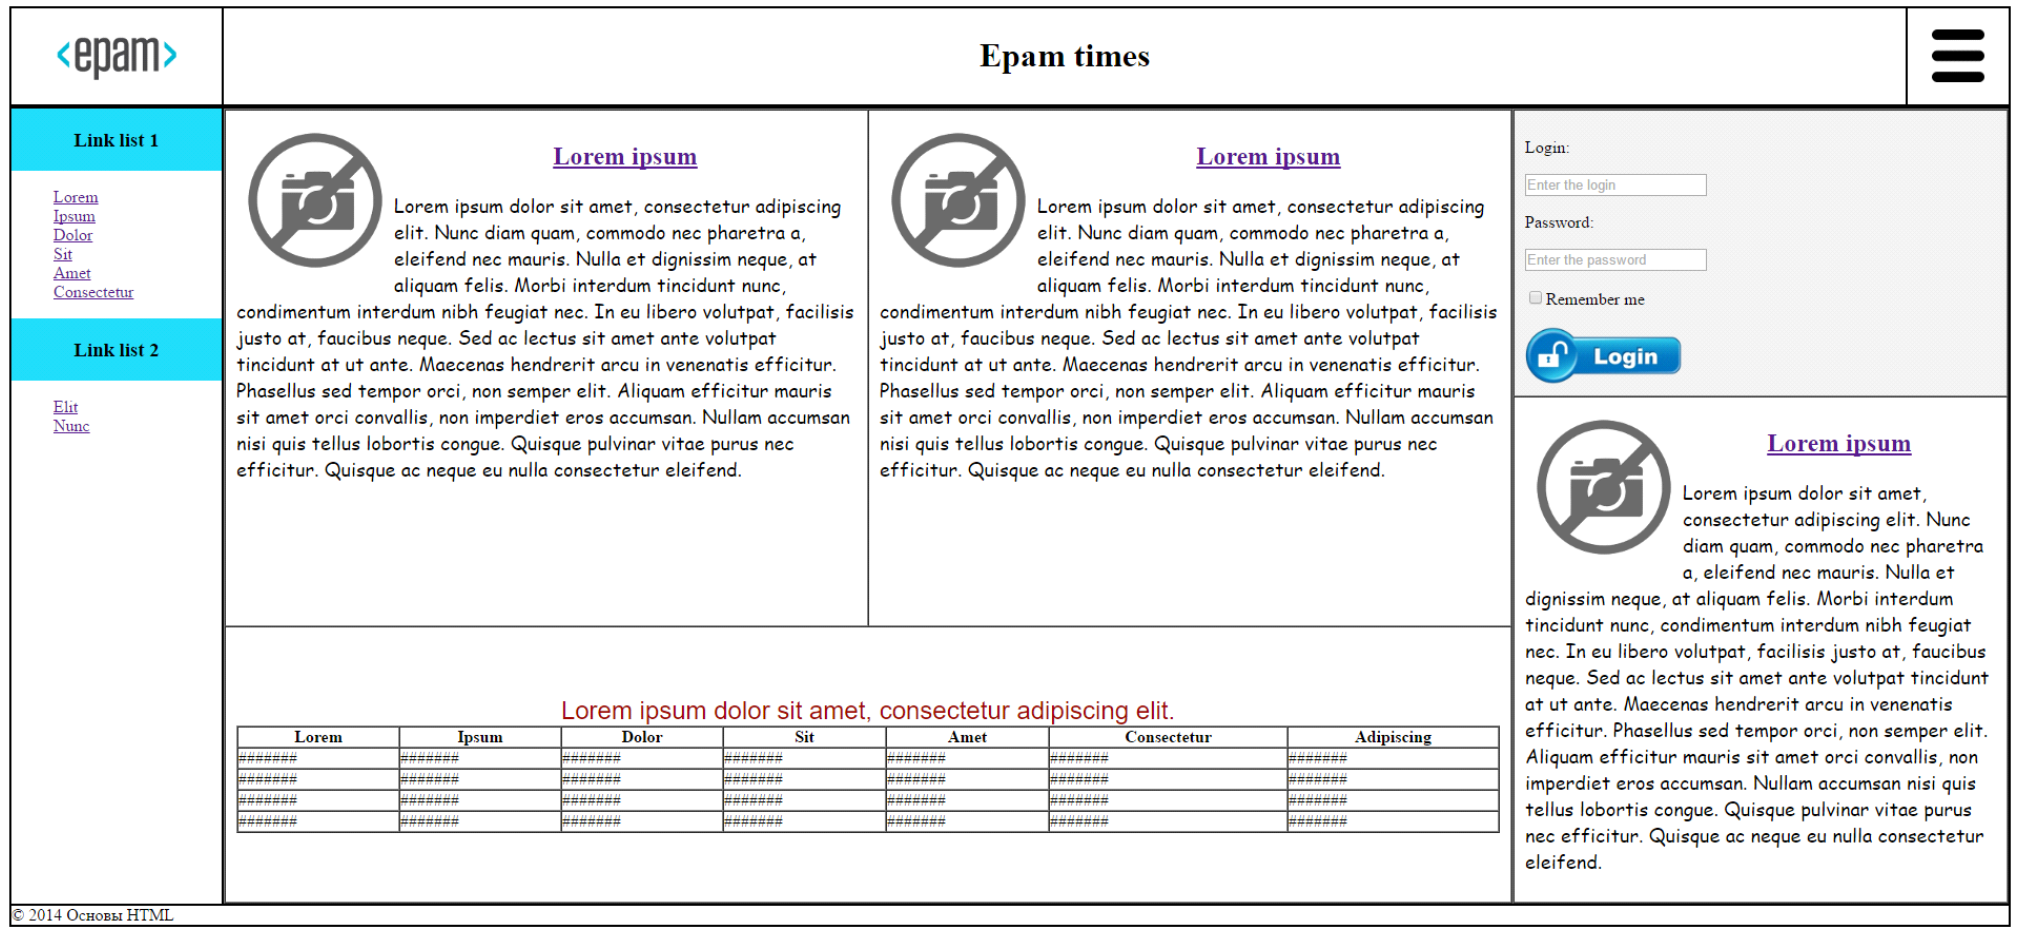 <epam>
Epam times
Link list 1
Lorem
Ipsum
Dolor
Sit
Amet
Consectetur
Link list 2
Elit
Nunc
Lorem ipsum
Lorem ipsum dolor sit amet, consectetur adipiscing
elit. Nunc diam quam, commodo nec pharetra a,
eleifend nec mauris. Nulla et dignissim neque, at
aliquam felis. Morbi interdum tincidunt nunc,
condimentum interdum nibh feugiat nec. In eu libero volutpat, facilisis
justo at, faucibus neque. Sed ac lectus sit amet ante volutpat
tincidunt at ut ante. Maecenas hendrerit arcu in venenatis efficitur.
Phasellus sed tempor orci, non semper elit. Aliquam efficitur mauris
sit amet orci convallis, non imperdiet eros accumsan. Nullam accumsan
nisi quis tellus lobortis congue. Quisque pulvinar vitae purus nec
efficitur. Quisque ac neque eu nulla consectetur eleifend.
Lorem ipsum
Lorem ipsum dolor sit amet, consectetur adipiscing
elit. Nunc diam quam, commodo nec pharetra a,
eleifend nec mauris. Nulla et dignissim neque, at
aliquam felis. Morbi interdum tincidunt nunc,
condimentum interdum nibh feugiat nec. In eu libero volutpat, facilisis
justo at, faucibus neque. Sed ac lectus sit amet ante volutpat
tincidunt at ut ante. Maecenas hendrerit arcu in venenatis efficitur.
Phasellus sed tempor orci, non semper elit. Aliquam efficitur mauris
sit amet orci convallis, non imperdiet eros accumsan. Nullam accumsan
nisi quis tellus lobortis congue. Quisque pulvinar vitae purus nec
efficitur. Quisque ac neque eu nulla consectetur eleifend.
Lorem ipsum dolor sit amet, consectetur adipiscing elit.
Lorem Ipsum Dolor Sit Amet Consectetur Adipiscing
####### ####### ####### ####### ####### ####### #######
####### ####### ####### ####### ####### ####### #######
####### ####### ####### ####### ####### ####### #######
####### ####### ####### ####### ####### ####### #######
Login:
Enter the login
Password:
Enter the password
Remember me
Login
Lorem ipsum
Lorem ipsum dolor sit amet,
consectetur adipiscing elit. Nunc
diam quam, commodo nec pharetra
a, eleifend nec mauris. Nulla et
dignissim neque, at aliquam felis. Morbi interdum
tincidunt nunc, condimentum interdum nibh feugiat
nec. In eu libero volutpat, facilisis justo at, faucibus
neque. Sed ac lectus sit amet ante volutpat tincidunt
at ut ante. Maecenas hendrerit arcu in venenatis
efficitur. Phasellus sed tempor orci, non semper elit.
Aliquam efficitur mauris sit amet orci convallis, non
imperdiet eros accumsan. Nullam accumsan nisi quis
tellus lobortis congue. Quisque pulvinar vitae purus
nec efficitur. Quisque ac neque eu nulla consectetur
eleifend.
© 2014 Основы HTML